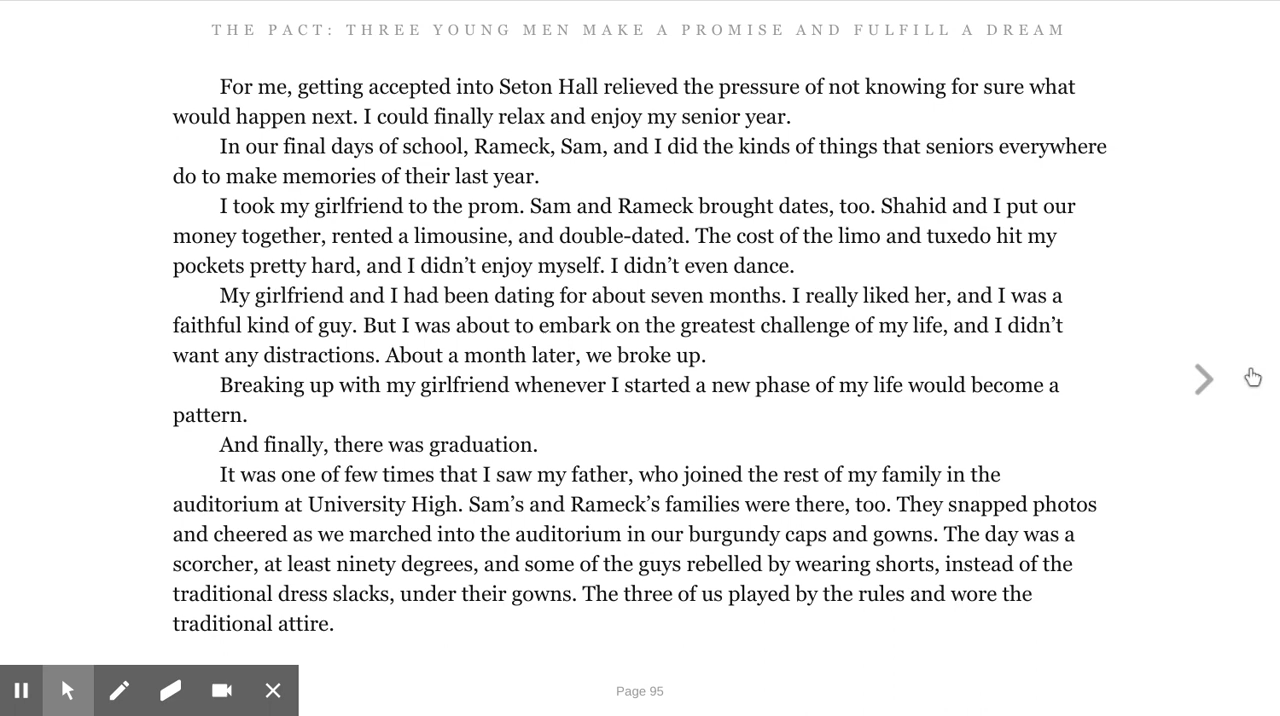 THE PACT: THREE YOUNG MEN MAKE A PROMISE AND FULFILL A DREAM
For me, getting accepted into Seton Hall relieved the pressure of not knowing for sure what
would happen next. I could finally relax and enjoy my senior year.
In our final days of school, Rameck, Sam, and I did the kinds of things that seniors everywhere
do to make memories of their last year.
I took my girlfriend to the prom. Sam and Rameck brought dates, too. Shahid and I put our
money together, rented a limousine, and double-dated. The cost of the limo and tuxedo hit my
pockets pretty hard, and I didn’t enjoy myself. I didn’t even dance.
My girlfriend and I had been dating for about seven months. I really liked her, and I was a
faithful kind of guy. But I was about to embark on the greatest challenge of my life, and I didn’t
want any distractions. About a month later, we broke up.
Breaking up with my girlfriend whenever I started a new phase of my life would become a
pattern.
And finally, there was graduation.
It was one of few times that I saw my father, who joined the rest of my family in the
auditorium at University High. Sam’s and Rameck’s families were there, too. They snapped photos
and cheered as we marched into the auditorium in our burgundy caps and gowns. The day was a
scorcher, at least ninety degrees, and some of the guys rebelled by wearing shorts, instead of the
traditional dress slacks, under their gowns. The three of us played by the rules and wore the
traditional attire.
Page 95